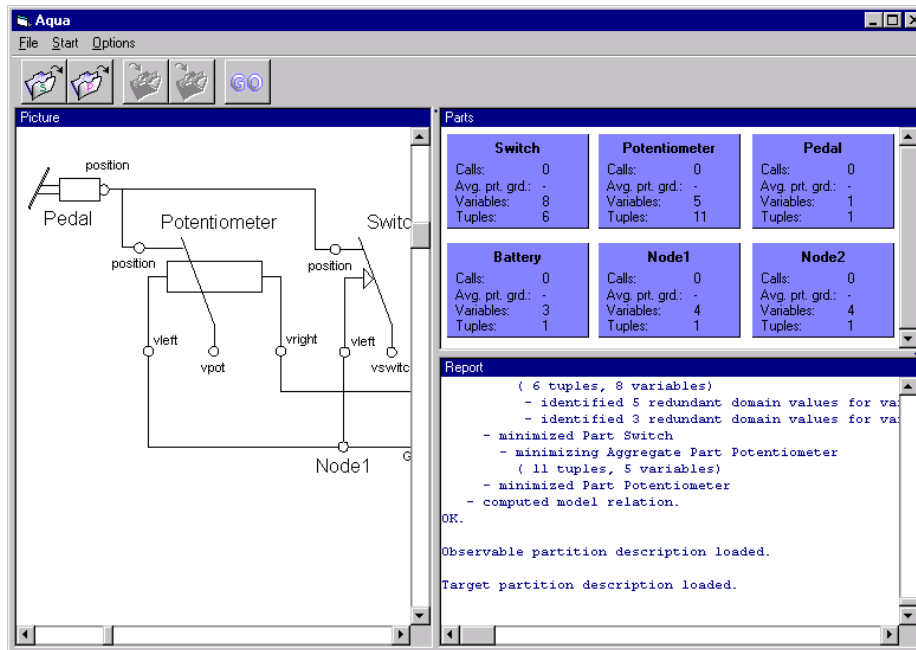 Aqua
File Start Options
S P GO
Picture
position
Pedal
Potentiometer
position
position
vleft
vpot
vright
vleft
Node1
Parts
Switch Potentiometer Pedal
Calls: 0 Calls: 0 Calls: 0
Avg. prt. grd.: - Avg. prt. grd.: - Avg. prt. grd.: -
Variables: 8 Variables: 5 Variables: 1
Tuples: 6 Tuples: 11 Tuples: 1
Battery Node1 Node2
Calls: 0 Calls: 0 Calls: 0
Avg. prt. grd.: - Avg. prt. grd.: - Avg. prt. grd.: -
Variables: 3 Variables: 4 Variables: 4
Tuples: 1 Tuples: 1 Tuples: 1
Report
( 6 tuples, 8 variables)
- identified 5 redundant domain values for
- identified 3 redundant domain values for
- minimized Part Switch
- minimizing Aggregate Part Potentiometer
( 11 tuples, 5 variables)
- minimized Part Potentiometer
- computed model relation.
OK.
Observable partition description loaded.
Target partition description loaded.